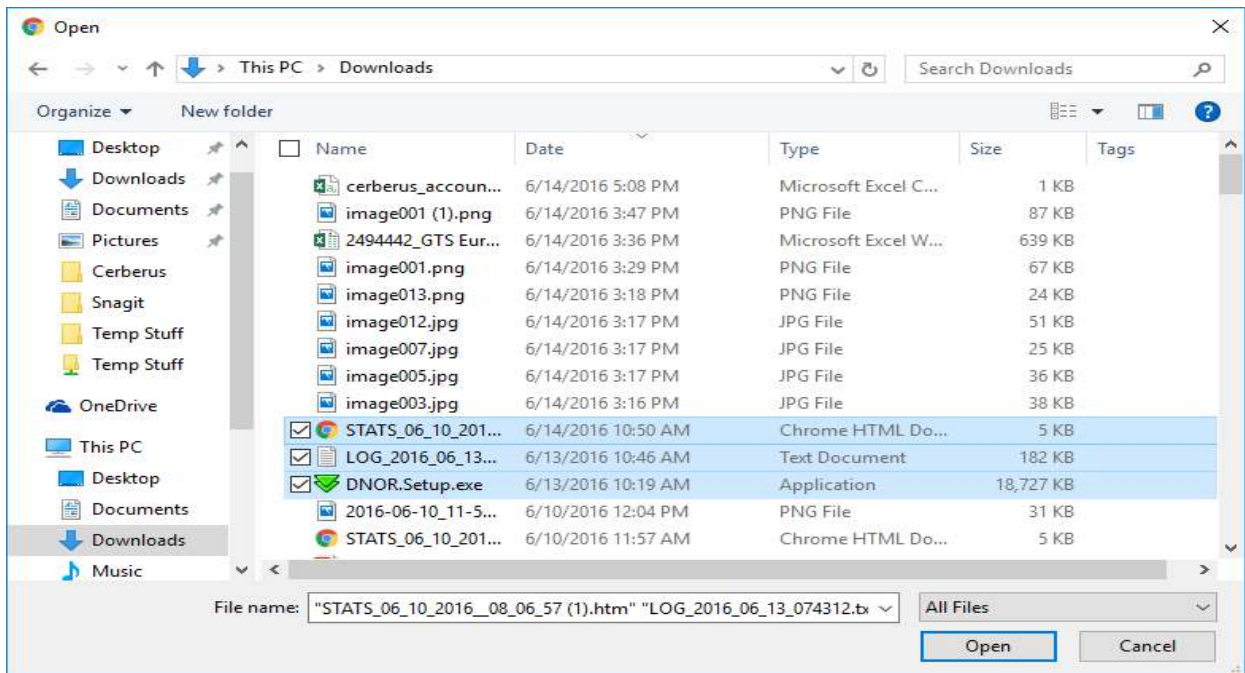 Open
This PC > Downloads
Search Downloads
Organize
New folder
Desktop
Downloads
Documents
Pictures
Cerberus
Snagit
Temp Stuff
Temp Stuff
OneDrive
This PC
Desktop
Documents
Downloads
Music
Name Date Type Size Tags
cerberus_accoun... 6/14/2016 5:08 PM Microsoft Excel C... 1 KB
image001 (1).png 6/14/2016 3:47 PM PNG File 87 KB
2494442_GTS Eur... 6/14/2016 3:36 PM Microsoft Excel W... 639 KB
image001.png 6/14/2016 3:29 PM PNG File 67 KB
image013.png 6/14/2016 3:18 PM PNG File 24 KB
image012.jpg 6/14/2016 3:17 PM JPG File 51 KB
image007.jpg 6/14/2016 3:17 PM JPG File 25 KB
image005.jpg 6/14/2016 3:17 PM JPG File 36 KB
image003.jpg 6/14/2016 3:16 PM JPG File 38 KB
STATS_06_10_201... 6/14/2016 10:50 AM Chrome HTML Do... 5 KB
LOG_2016_06_13... 6/13/2016 10:46 AM Text Document 182 KB
DNOR.Setup.exe 6/13/2016 10:19 AM Application 18,727 KB
2016-06-10_11-5... 6/10/2016 12:04 PM PNG File 31 KB
STATS_06_10_201... 6/10/2016 11:57 AM Chrome HTML Do... 5 KB
File name: "STATS_06_10_2016__08_06_57 (1).htm" "LOG_2016_06_13_074312.tx
All Files
Open
Cancel